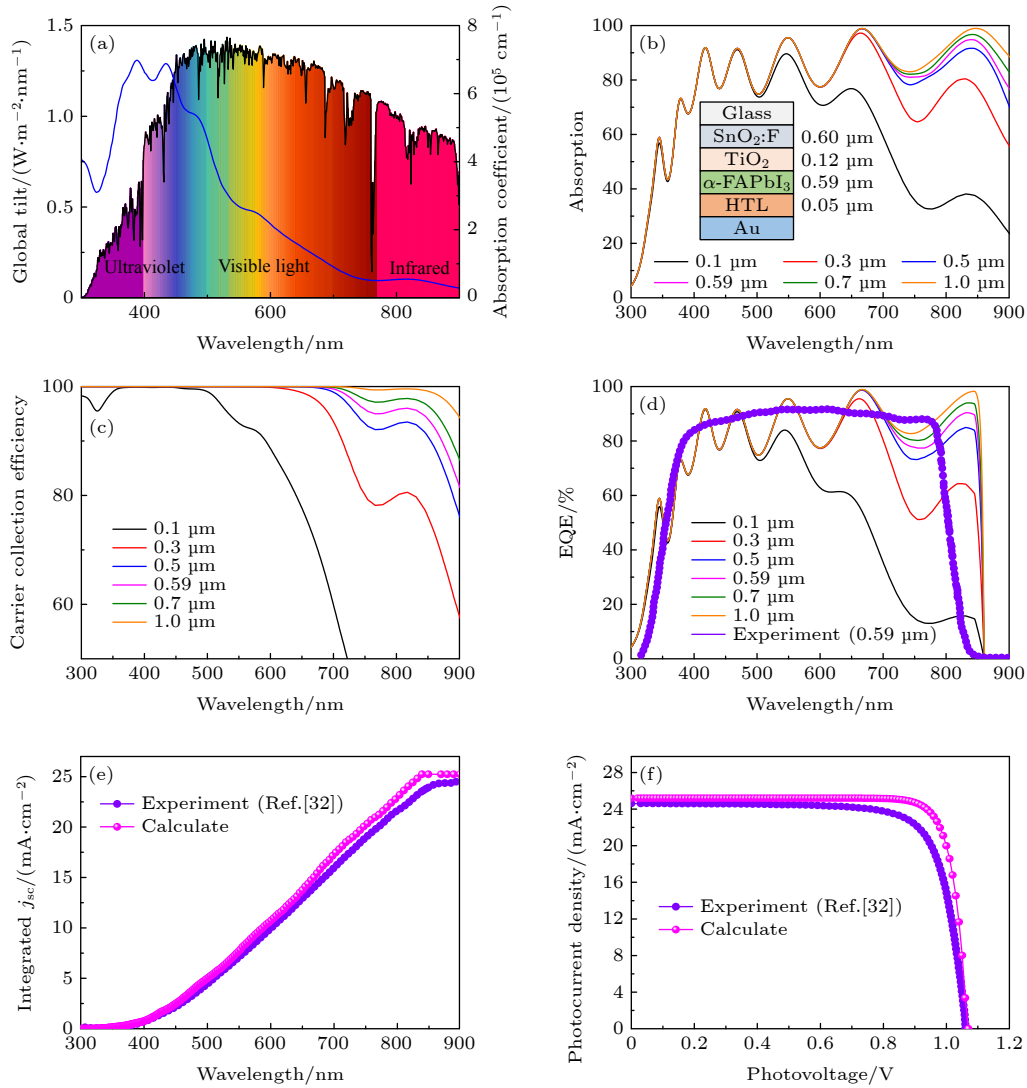 (a)
Global tilt/(W·m⁻²·nm⁻¹)
1.5
1.0
0.5
0
8
6
4
2
0
Absorption coefficient/(10⁵ cm⁻¹)
Ultraviolet Visible light Infrared
400 600 800
Wavelength/nm
(b)
Absorption
100
80
60
40
20
0
Glass
SnO₂:F 0.60 µm
TiO₂ 0.12 µm
α-FAPbI₃ 0.59 µm
HTL 0.05 µm
Au
0.1 µm 0.3 µm 0.5 µm
0.59 µm 0.7 µm 1.0 µm
300 400 500 600 700 800 900
Wavelength/nm
(c)
Carrier collection efficiency
100
80
60
0.1 µm
0.3 µm
0.5 µm
0.59 µm
0.7 µm
1.0 µm
300 400 500 600 700 800 900
Wavelength/nm
(d)
EQE/%
100
80
60
40
20
0
0.1 µm
0.3 µm
0.5 µm
0.59 µm
0.7 µm
1.0 µm
Experiment (0.59 µm)
300 400 500 600 700 800 900
Wavelength/nm
(e)
Integrated jsc/(mA·cm⁻²)
25
20
15
10
5
0
Experiment (Ref.[32])
Calculate
300 400 500 600 700 800 900
Wavelength/nm
(f)
Photocurrent density/(mA·cm⁻²)
28
24
20
16
12
8
4
0
Experiment (Ref.[32])
Calculate
0 0.2 0.4 0.6 0.8 1.0 1.2
Photovoltage/V